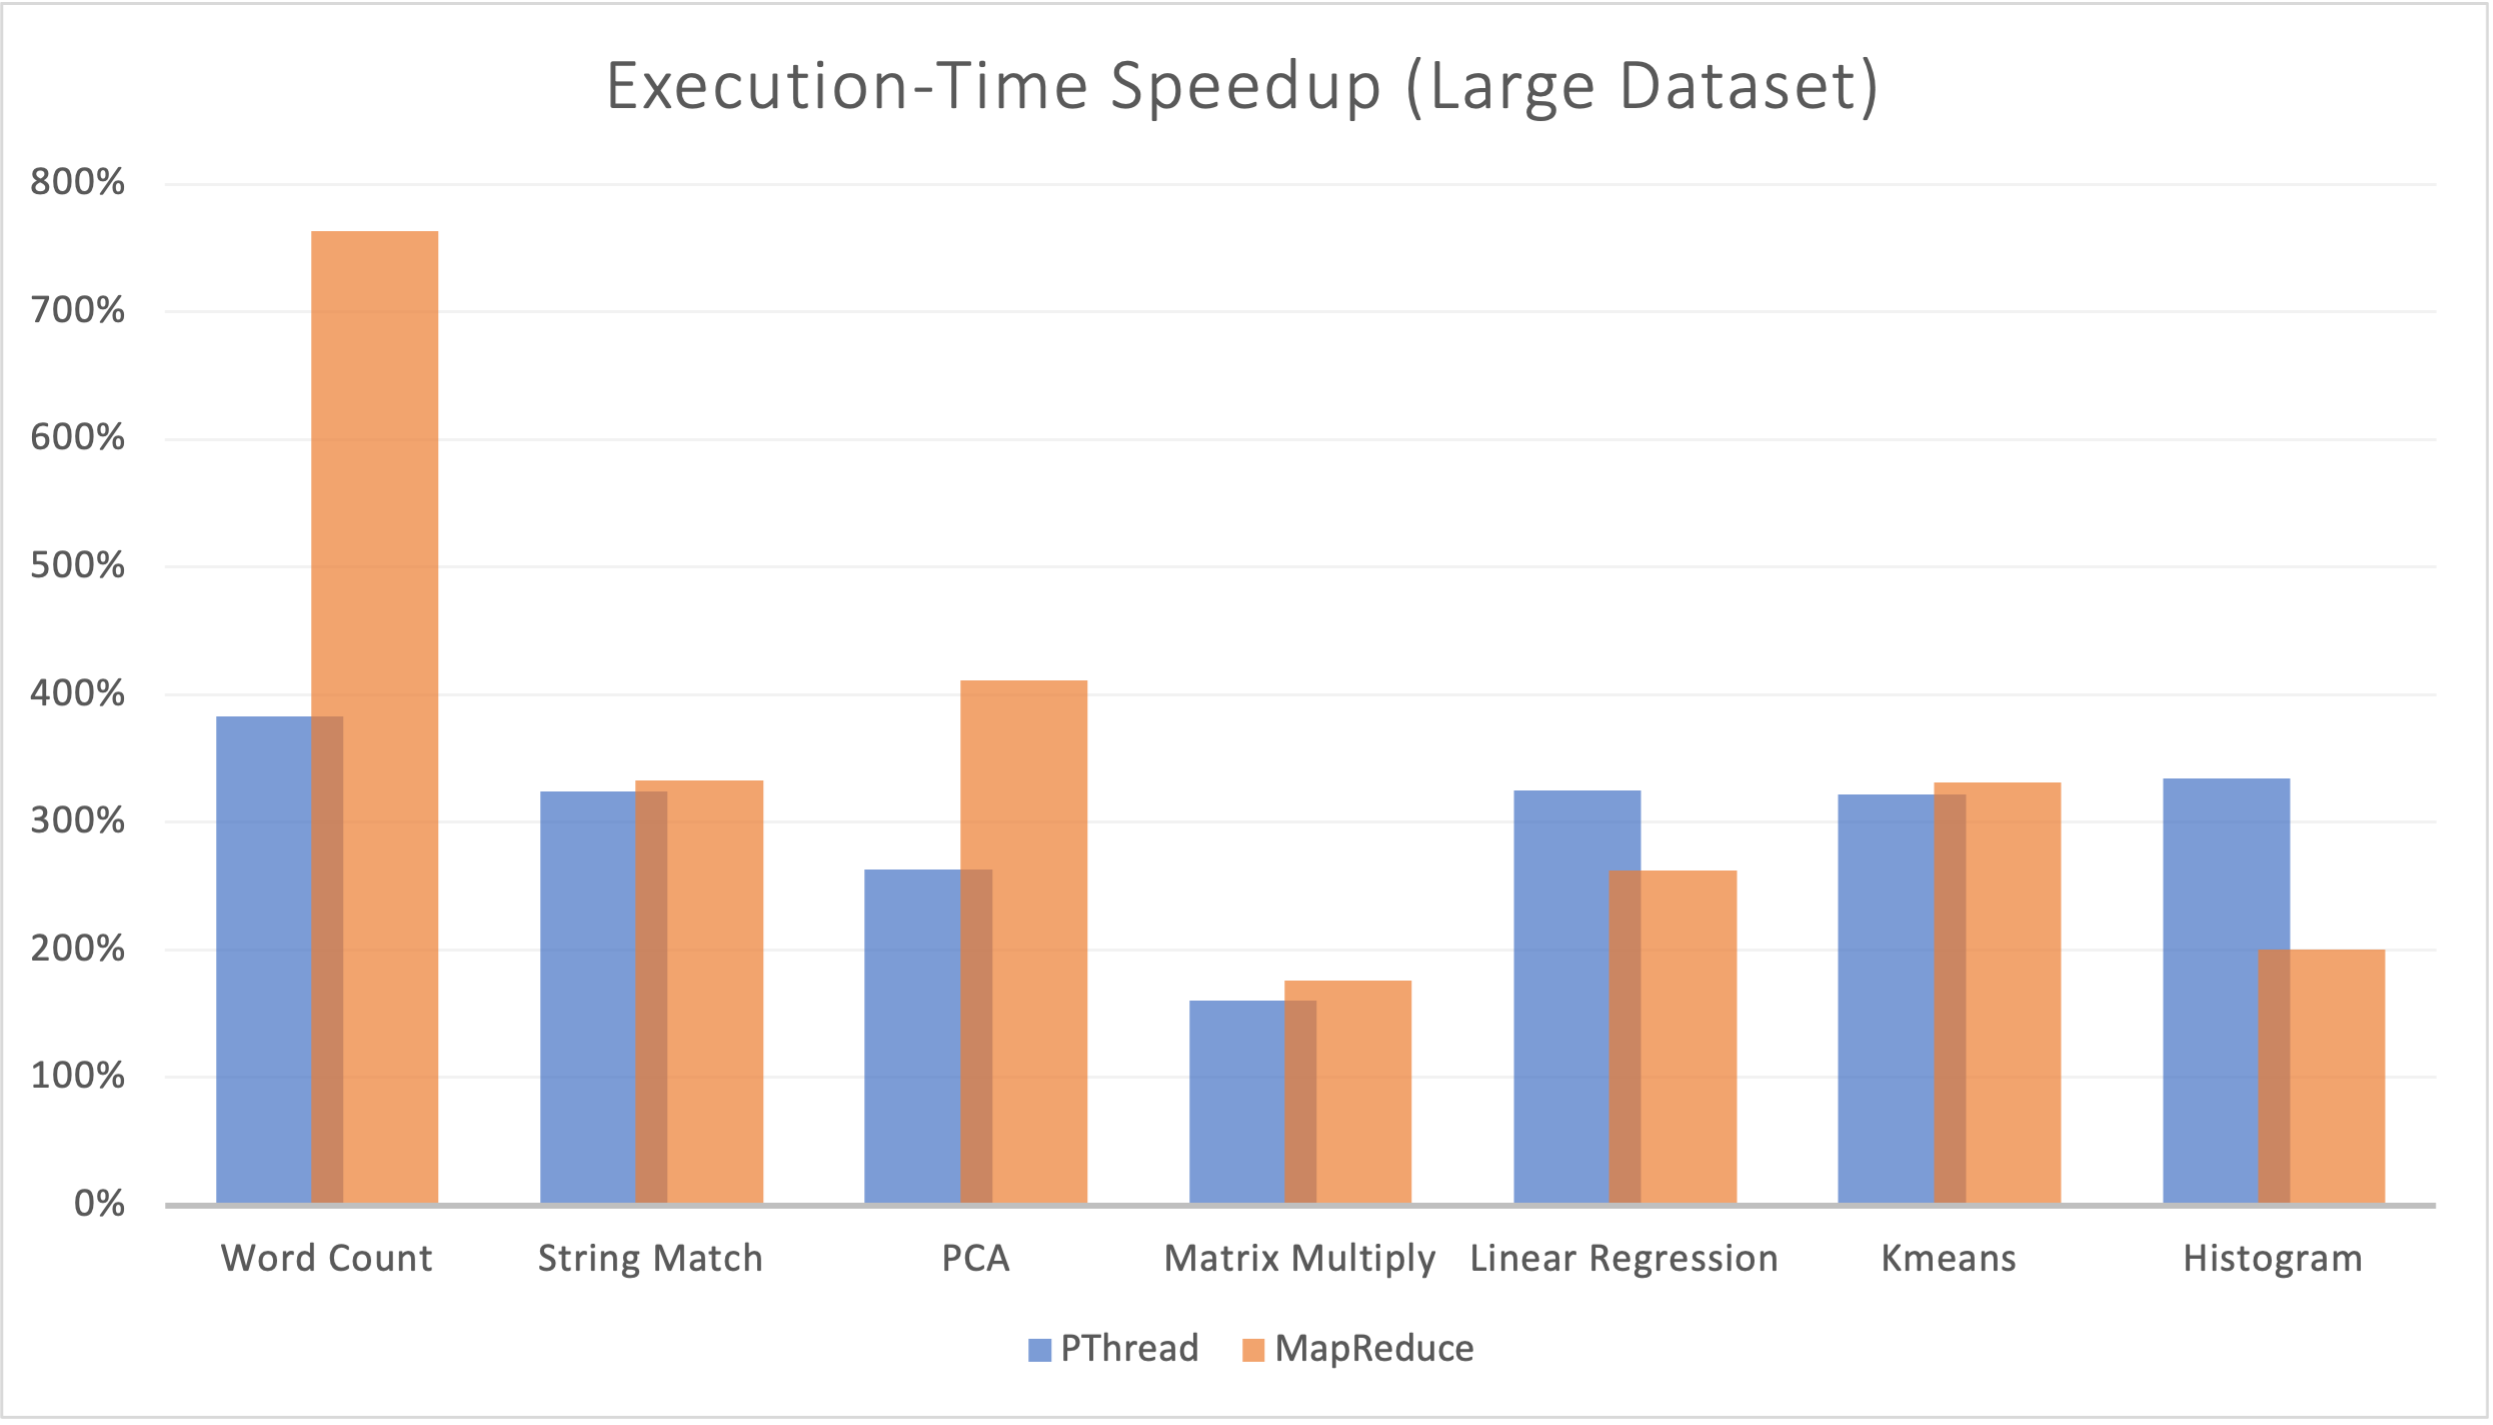 Execution-Time Speedup (Large Dataset)
800%
700%
600%
500%
400%
300%
200%
100%
0%
Word Count
String Match
PCA
Matrix Multiply
Linear Regression
Kmeans
Histogram
PThread
MapReduce